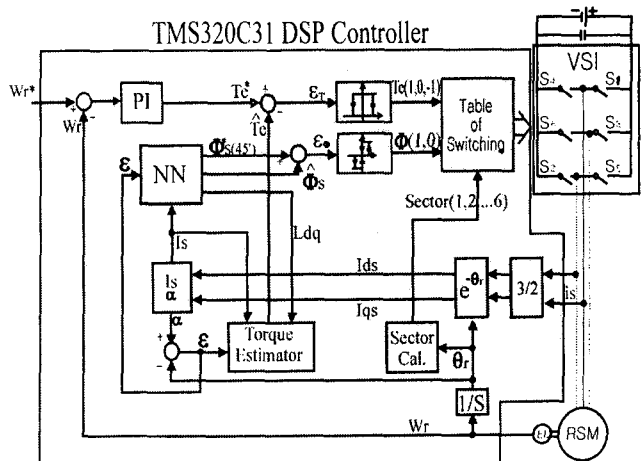 TMS320C31 DSP Controller
VSI
Wr*
Wr
PI
Tc*
T̂c
εT
Tc(1,0,-1)
Table
of
Switching
NN
ε
Φs(45°)
Φ̂s
Φ(1,0)
Sector(1,2,...6)
Is
Ldq
Is
α
α
ε
Ids
Iqs
e-θr
3/2
is
Torque
Estimator
Sector
Cal.
θr
1/S
Wr
RSM